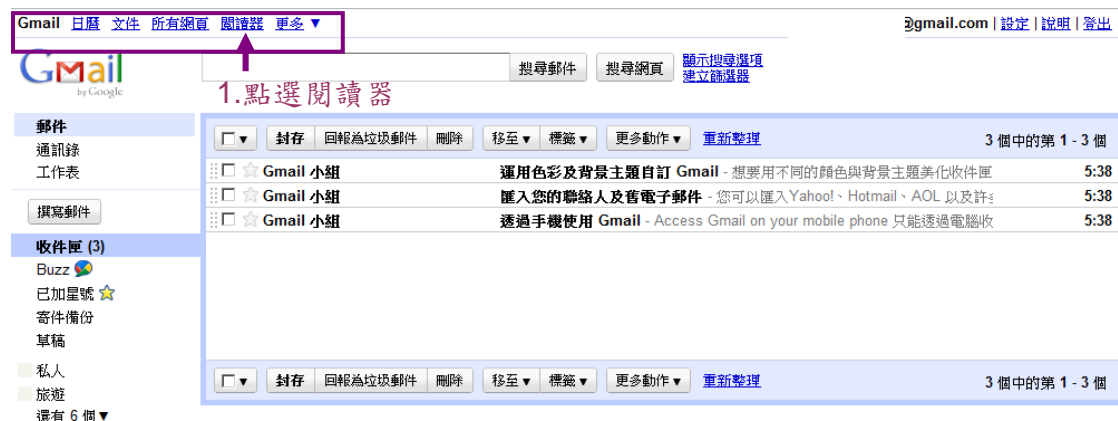 Gmail 日曆 文件 所有網頁 閱讀器 更多 ▼
@gmail.com | 設定 | 說明 | 登出
Gmail
by Google
搜尋郵件 搜尋網頁 顯示搜尋選項
建立篩選器
1.點選閱讀器
郵件
通訊錄
工作表
撰寫郵件
收件匣 (3)
Buzz
已加星號
寄件備份
草稿
私人
旅遊
還有 6 個▼
▼ 封存 回報為垃圾郵件 刪除 移至▼ 標籤▼ 更多動作▼ 重新整理 3 個中的第 1 - 3 個
Gmail 小組 運用色彩及背景主題自訂 Gmail - 想要用不同的顏色與背景主題美化收件匣 5:38
Gmail 小組 匯入您的聯絡人及舊電子郵件 - 您可以匯入Yahoo!、Hotmail、AOL 以及許 5:38
Gmail 小組 透過手機使用 Gmail - Access Gmail on your mobile phone 只能透過電腦收 5:38
▼ 封存 回報為垃圾郵件 刪除 移至▼ 標籤▼ 更多動作▼ 重新整理 3 個中的第 1 - 3 個